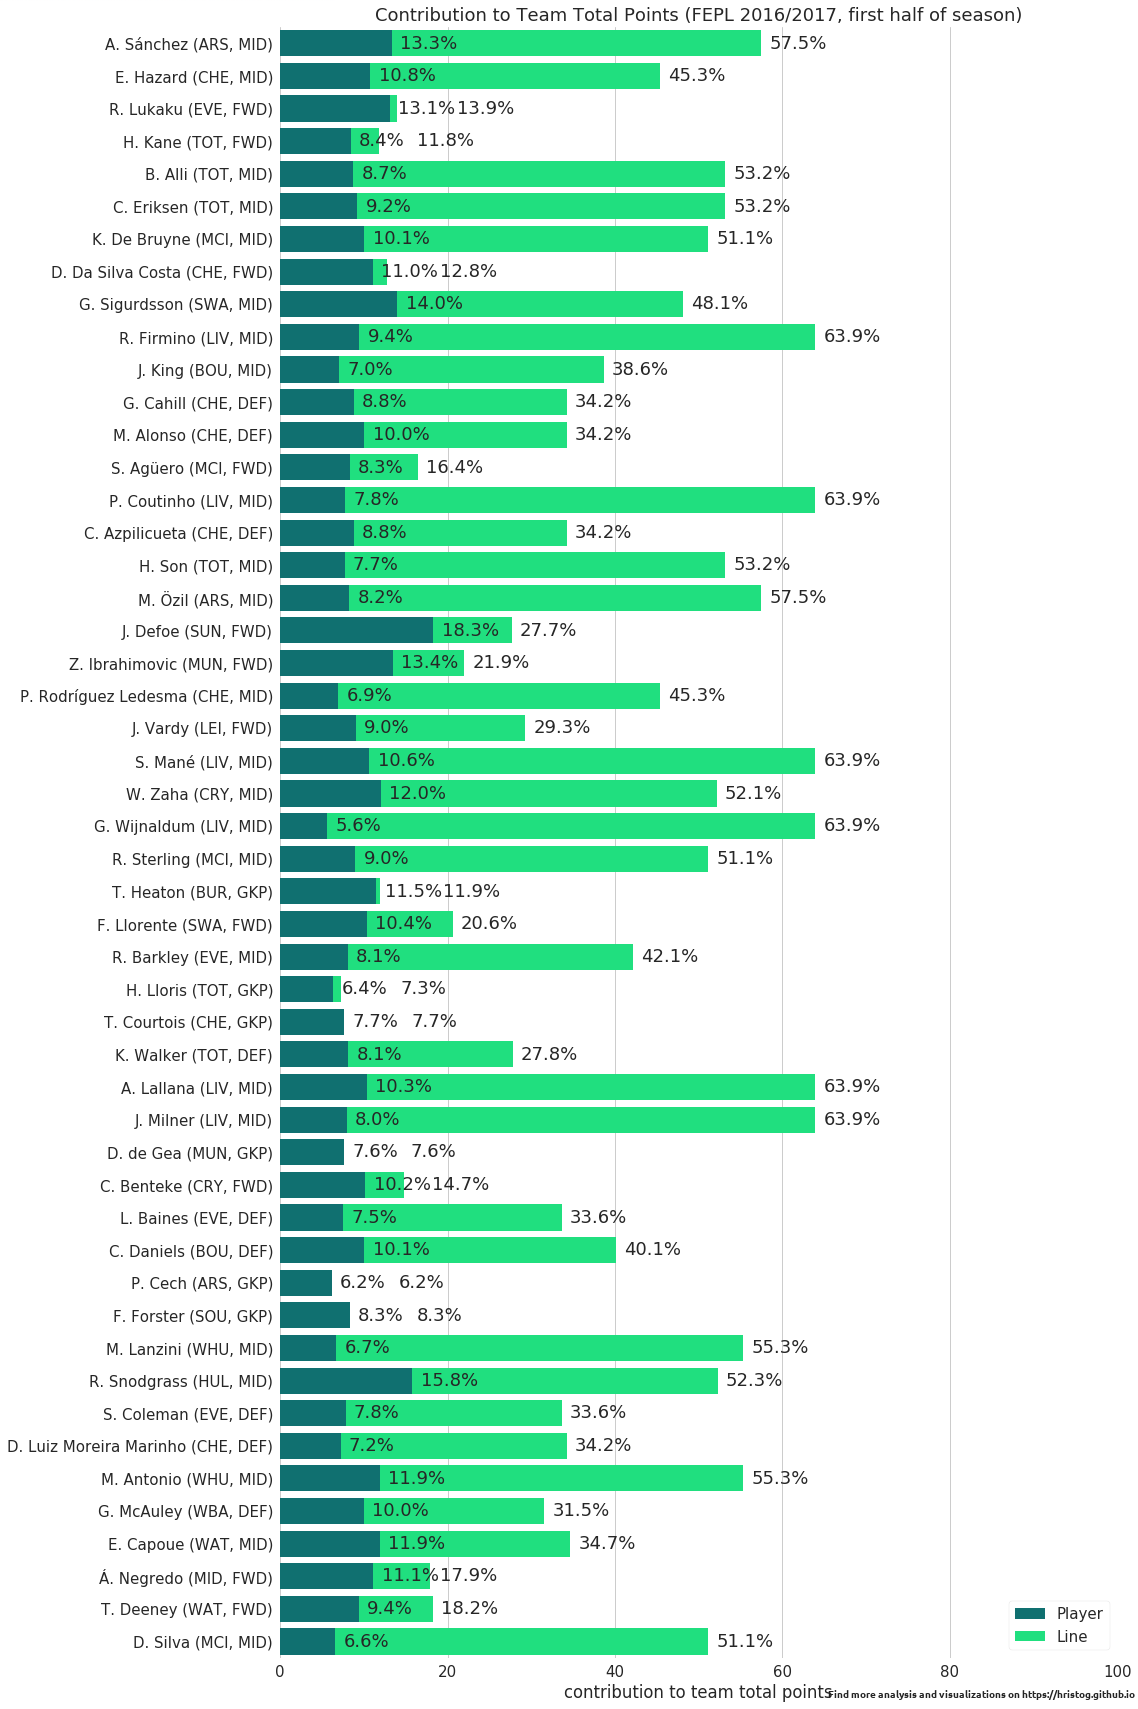 Contribution to Team Total Points (FEPL 2016/2017, first half of season)
A. Sánchez (ARS, MID) 13.3% 57.5%
E. Hazard (CHE, MID) 10.8% 45.3%
R. Lukaku (EVE, FWD) 13.1% 13.9%
H. Kane (TOT, FWD) 8.4% 11.8%
B. Alli (TOT, MID) 8.7% 53.2%
C. Eriksen (TOT, MID) 9.2% 53.2%
K. De Bruyne (MCI, MID) 10.1% 51.1%
D. Da Silva Costa (CHE, FWD) 11.0% 12.8%
G. Sigurdsson (SWA, MID) 14.0% 48.1%
R. Firmino (LIV, MID) 9.4% 63.9%
J. King (BOU, MID) 7.0% 38.6%
G. Cahill (CHE, DEF) 8.8% 34.2%
M. Alonso (CHE, DEF) 10.0% 34.2%
S. Agüero (MCI, FWD) 8.3% 16.4%
P. Coutinho (LIV, MID) 7.8% 63.9%
C. Azpilicueta (CHE, DEF) 8.8% 34.2%
H. Son (TOT, MID) 7.7% 53.2%
M. Özil (ARS, MID) 8.2% 57.5%
J. Defoe (SUN, FWD) 18.3% 27.7%
Z. Ibrahimovic (MUN, FWD) 13.4% 21.9%
P. Rodríguez Ledesma (CHE, MID) 6.9% 45.3%
J. Vardy (LEI, FWD) 9.0% 29.3%
S. Mané (LIV, MID) 10.6% 63.9%
W. Zaha (CRY, MID) 12.0% 52.1%
G. Wijnaldum (LIV, MID) 5.6% 63.9%
R. Sterling (MCI, MID) 9.0% 51.1%
T. Heaton (BUR, GKP) 11.5% 11.9%
F. Llorente (SWA, FWD) 10.4% 20.6%
R. Barkley (EVE, MID) 8.1% 42.1%
H. Lloris (TOT, GKP) 6.4% 7.3%
T. Courtois (CHE, GKP) 7.7% 7.7%
K. Walker (TOT, DEF) 8.1% 27.8%
A. Lallana (LIV, MID) 10.3% 63.9%
J. Milner (LIV, MID) 8.0% 63.9%
D. de Gea (MUN, GKP) 7.6% 7.6%
C. Benteke (CRY, FWD) 10.2% 14.7%
L. Baines (EVE, DEF) 7.5% 33.6%
C. Daniels (BOU, DEF) 10.1% 40.1%
P. Cech (ARS, GKP) 6.2% 6.2%
F. Forster (SOU, GKP) 8.3% 8.3%
M. Lanzini (WHU, MID) 6.7% 55.3%
R. Snodgrass (HUL, MID) 15.8% 52.3%
S. Coleman (EVE, DEF) 7.8% 33.6%
D. Luiz Moreira Marinho (CHE, DEF) 7.2% 34.2%
M. Antonio (WHU, MID) 11.9% 55.3%
G. McAuley (WBA, DEF) 10.0% 31.5%
E. Capoue (WAT, MID) 11.9% 34.7%
Á. Negredo (MID, FWD) 11.1% 17.9%
T. Deeney (WAT, FWD) 9.4% 18.2%
D. Silva (MCI, MID) 6.6% 51.1%
Player
Line
0 20 40 60 80 100
contribution to team total points
Find more analysis and visualizations on https://hristog.github.io